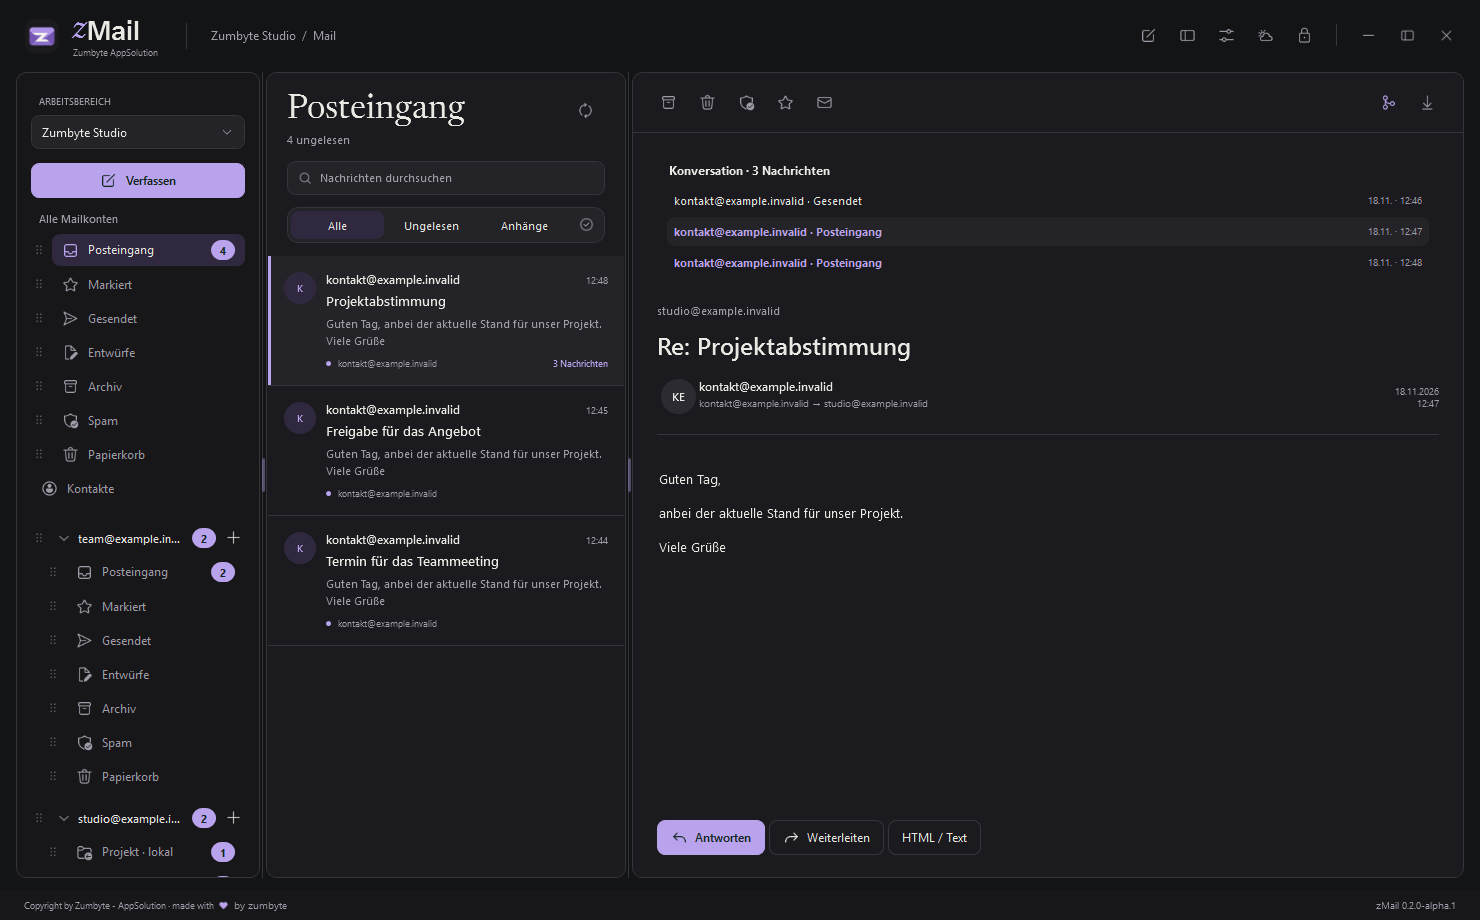 zMail
Zumbyte AppSolution
Zumbyte Studio / Mail
ARBEITSBEREICH
Zumbyte Studio
Verfassen
Alle Mailkonten
Posteingang 4
Markiert
Gesendet
Entwürfe
Archiv
Spam
Papierkorb
Kontakte
team@example.in... 2
Posteingang 2
Markiert
Gesendet
Entwürfe
Archiv
Spam
Papierkorb
studio@example.i... 2
Projekt · lokal 1
Posteingang
4 ungelesen
Nachrichten durchsuchen
Alle Ungelesen Anhänge
K
kontakt@example.invalid 12:48
Projektabstimmung
Guten Tag, anbei der aktuelle Stand für unser Projekt.
Viele Grüße
kontakt@example.invalid 3 Nachrichten
K
kontakt@example.invalid 12:45
Freigabe für das Angebot
Guten Tag, anbei der aktuelle Stand für unser Projekt.
Viele Grüße
kontakt@example.invalid
K
kontakt@example.invalid 12:44
Termin für das Teammeeting
Guten Tag, anbei der aktuelle Stand für unser Projekt.
Viele Grüße
kontakt@example.invalid
Konversation · 3 Nachrichten
kontakt@example.invalid · Gesendet 18.11. · 12:46
kontakt@example.invalid · Posteingang 18.11. · 12:47
kontakt@example.invalid · Posteingang 18.11. · 12:48
studio@example.invalid
Re: Projektabstimmung
KE
kontakt@example.invalid
kontakt@example.invalid → studio@example.invalid
18.11.2026
12:47
Guten Tag,
anbei der aktuelle Stand für unser Projekt.
Viele Grüße
Antworten Weiterleiten HTML / Text
Copyright by Zumbyte - AppSolution · made with 💜 by zumbyte
zMail 0.2.0-alpha.1